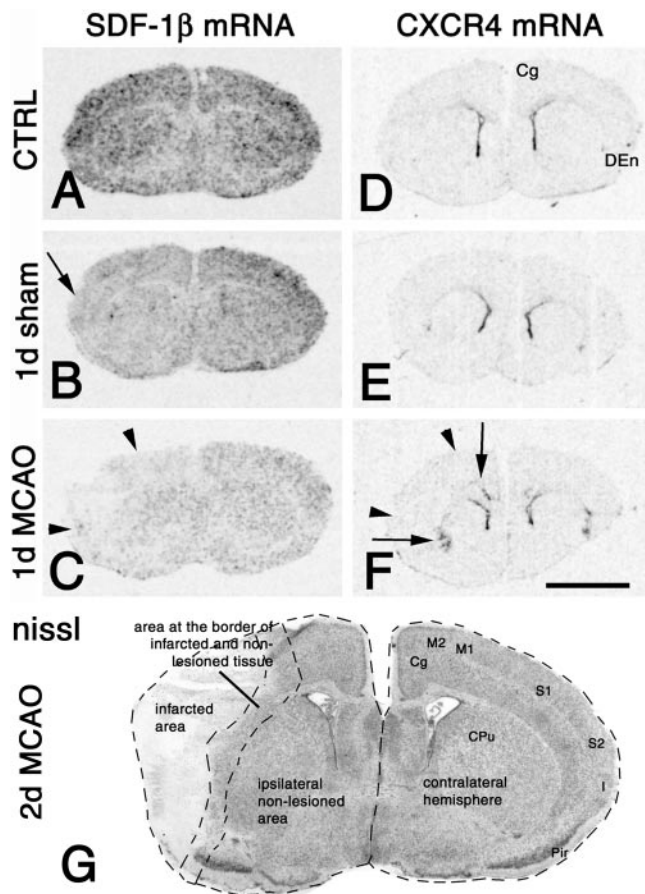 SDF-1β mRNA
CXCR4 mRNA
CTRL
A
Cg
DEn
D
1d sham
B
E
1d MCAO
C
F
nissl
2d MCAO
area at the border of
infarcted and non-
lesioned tissue
infarcted
area
ipsilateral
non-lesioned
area
contralateral
hemisphere
M2
M1
Cg
S1
S2
CPu
I
Pir
G